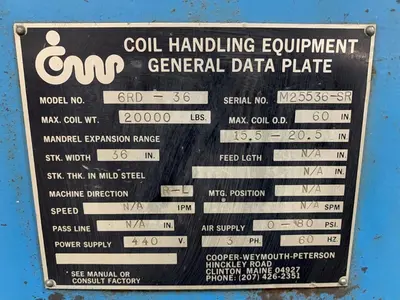 CWP
COIL HANDLING EQUIPMENT
GENERAL DATA PLATE
MODEL NO. 6RD - 36 SERIAL NO. M25536-SR
MAX. COIL WT. 20000 LBS. MAX. COIL O.D. 60 IN
MANDREL EXPANSION RANGE 15.5 - 20.5 IN.
STK. WIDTH 36 IN. FEED LGTH N/A IN.
STK. THK. IN MILD STEEL N/A IN.
MACHINE DIRECTION R-L MTG. POSITION N/A
SPEED N/A IPM N/A SPM
PASS LINE N/A IN. AIR SUPPLY 0-80 PSI.
POWER SUPPLY 440 V. 3 PH. 60 HZ
SEE MANUAL OR
CONSULT FACTORY
COOPER-WEYMOUTH-PETERSON
HINCKLEY ROAD
CLINTON MAINE 04927
PHONE: (207) 426-2351